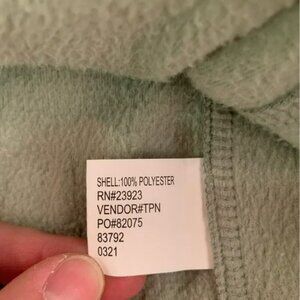 SHELL:100% POLYESTER
RN#23923
VENDOR#TPN
PO#82075
83792
0321